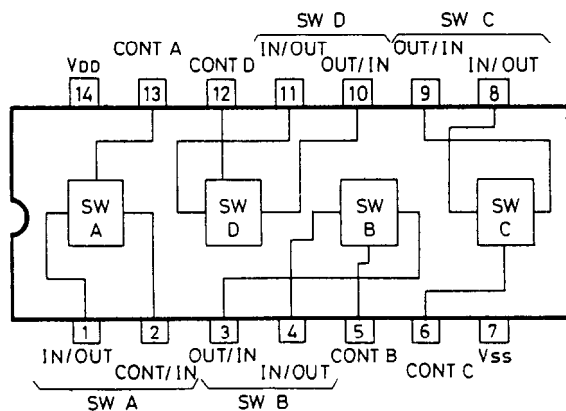 SW D SW C
CONT A IN/OUT OUT/IN
VDD CONT D OUT/IN IN/OUT
14 13 12 11 10 9 8
SW A
SW D
SW B
SW C
1 2 3 4 5 6 7
IN/OUT OUT/IN CONT B VSS
CONT/IN IN/OUT CONT C
SW A SW B